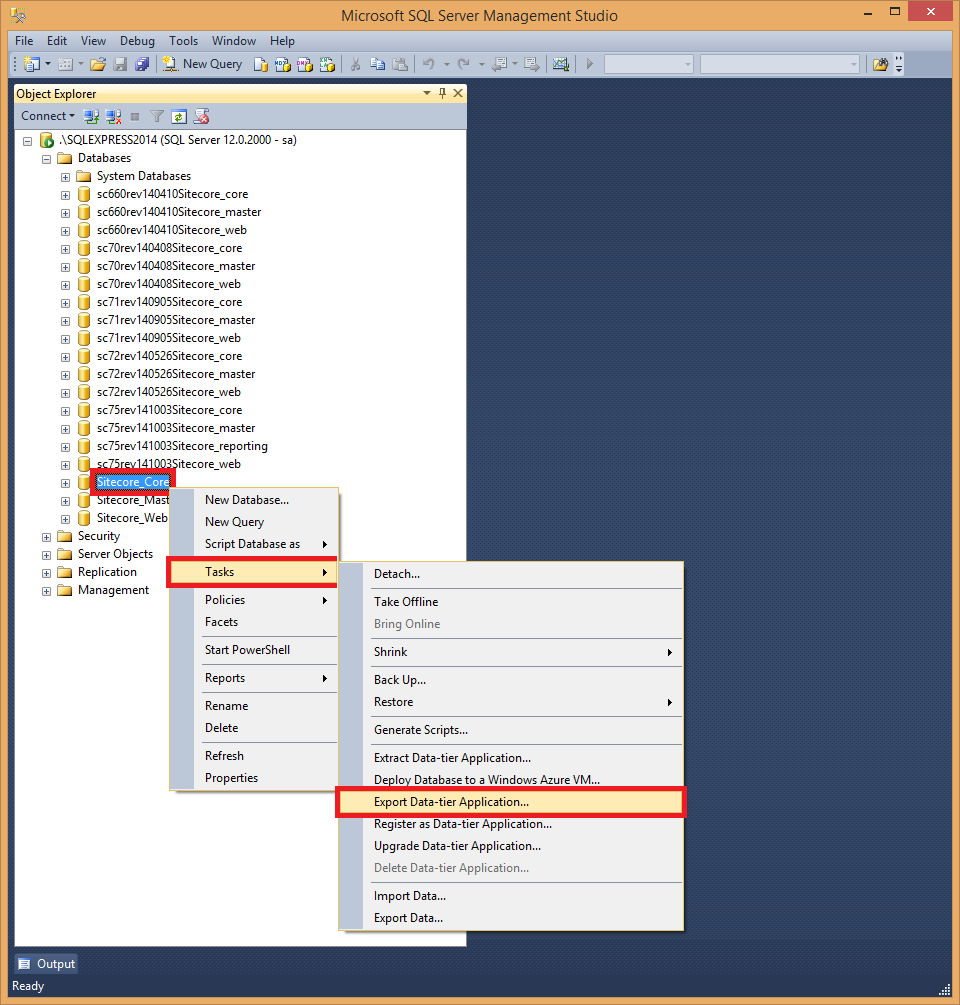 Microsoft SQL Server Management Studio
File Edit View Debug Tools Window Help
New Query
Object Explorer
Connect
.\SQLEXPRESS2014 (SQL Server 12.0.2000 - sa)
Databases
System Databases
sc660rev140410Sitecore_core
sc660rev140410Sitecore_master
sc660rev140410Sitecore_web
sc70rev140408Sitecore_core
sc70rev140408Sitecore_master
sc70rev140408Sitecore_web
sc71rev140905Sitecore_core
sc71rev140905Sitecore_master
sc71rev140905Sitecore_web
sc72rev140526Sitecore_core
sc72rev140526Sitecore_master
sc72rev140526Sitecore_web
sc75rev141003Sitecore_core
sc75rev141003Sitecore_master
sc75rev141003Sitecore_reporting
sc75rev141003Sitecore_web
Sitecore_Core
Sitecore_Mast
Sitecore_Web
Security
Server Objects
Replication
Management
New Database...
New Query
Script Database as
Tasks
Policies
Facets
Start PowerShell
Reports
Rename
Delete
Refresh
Properties
Detach...
Take Offline
Bring Online
Shrink
Back Up...
Restore
Generate Scripts...
Extract Data-tier Application...
Deploy Database to a Windows Azure VM...
Export Data-tier Application...
Register as Data-tier Application...
Upgrade Data-tier Application...
Delete Data-tier Application...
Import Data...
Export Data...
Output
Ready